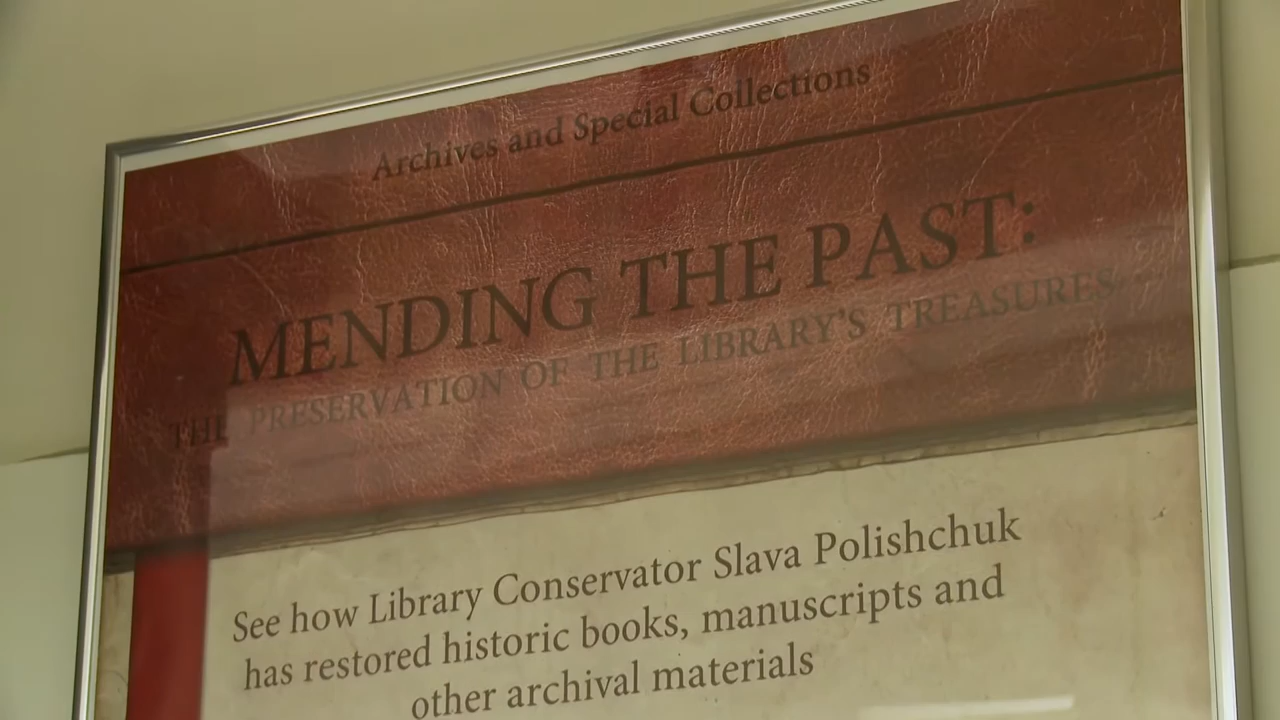 Archives and Special Collections
MENDING THE PAST:
THE PRESERVATION OF THE LIBRARY'S TREASURES
See how Library Conservator Slava Polishchuk
has restored historic books, manuscripts and
other archival materials